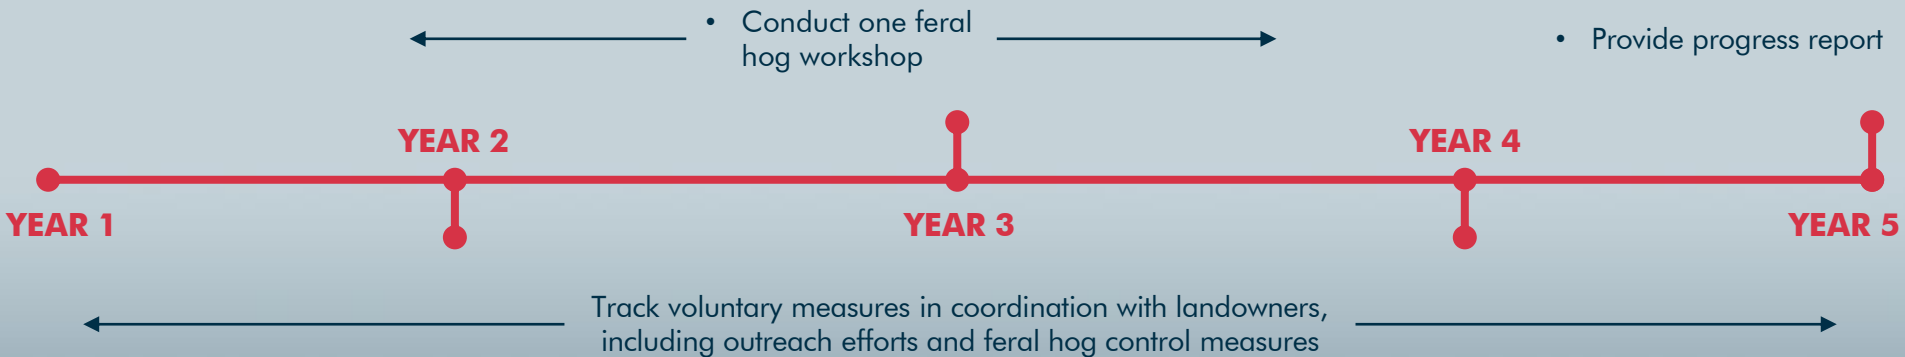 • Conduct one feral
hog workshop
• Provide progress report
YEAR 2
YEAR 4
YEAR 1
YEAR 3
YEAR 5
Track voluntary measures in coordination with landowners,
including outreach efforts and feral hog control measures